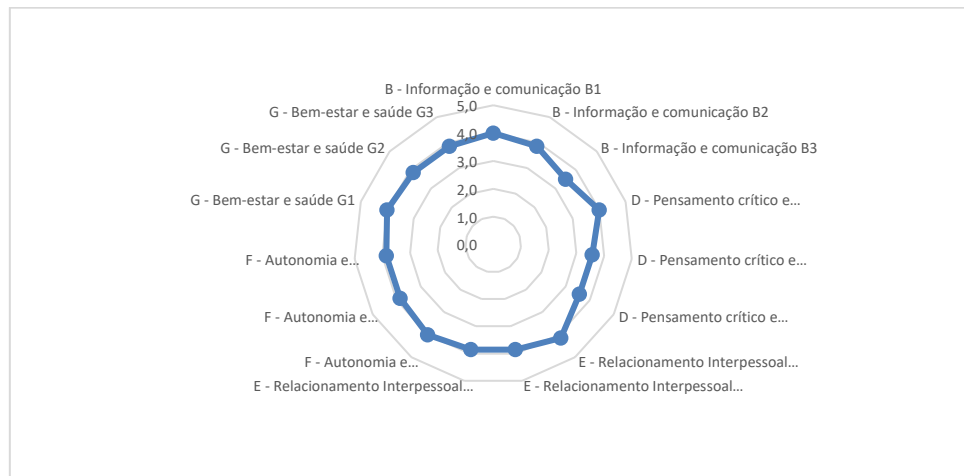 B - Informação e comunicação B1
G - Bem-estar e saúde G3
5,0
B - Informação e comunicação B2
4,0
G - Bem-estar e saúde G2
B - Informação e comunicação B3
3,0
2,0
G - Bem-estar e saúde G1
D - Pensamento crítico e...
1,0
0,0
F - Autonomia e...
D - Pensamento crítico e...
F - Autonomia e...
D - Pensamento crítico e...
F - Autonomia e...
E - Relacionamento Interpessoal...
E - Relacionamento Interpessoal...
E - Relacionamento Interpessoal...